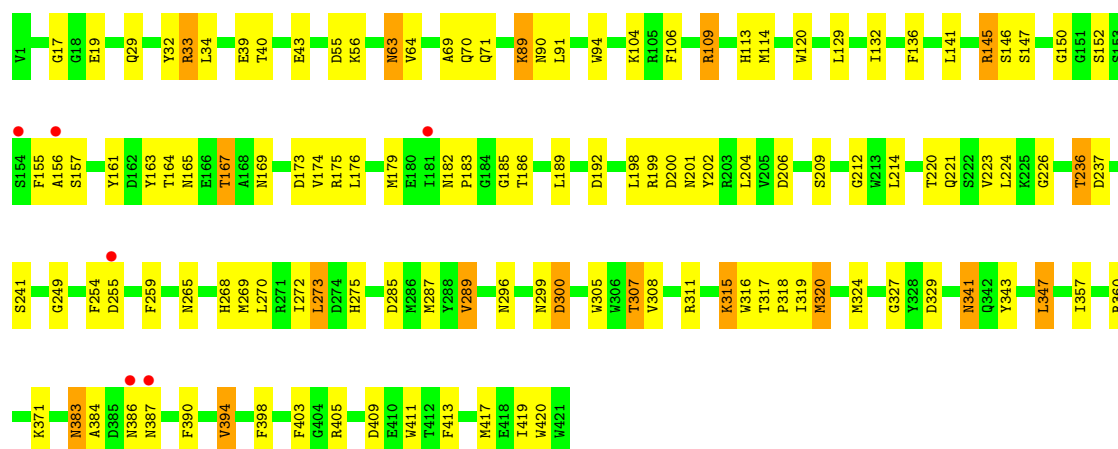 V1 G17 G18 E19 Q29 Y32 R33 L34 E39 T40 E43 D55 K56 N63 V64 A69 Q70 Q71 K89 N90 L91 W94 K104 R105 F106 R109 H113 M114 W120 L129 I132 F136 L141 R145 S146 S147 G150 G151 S152 S153
S154 F155 A156 S157 Y161 D162 Y163 T164 N165 E166 T167 A168 N169 D173 V174 R175 L176 M179 E180 I181 N182 P183 G184 G185 T186 L189 D192 L198 R199 D200 N201 Y202 R203 L204 V205 D206 S209 G212 W213 L214 T220 Q221 S222 V223 L224 K225 G226 T236 D237
S241 G249 F254 D255 F259 N265 H268 M269 L270 R271 I272 L273 D274 H275 D285 M286 M287 Y288 V289 N296 N299 D300 W305 W306 T307 V308 R311 K315 W316 T317 P318 I319 M320 M324 G327 Y328 D329 N341 Q342 Y343 L347 I357
K371 N383 A384 D385 N386 N387 F390 V394 F398 F403 G404 R405 D409 E410 W411 T412 F413 M417 E418 I419 W420 W421